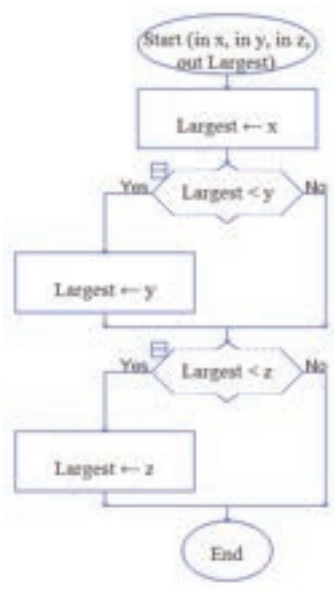 Start (in x, in y, in z,
out Largest)
Largest ← x
Yes
Largest < y
No
Largest ← y
Yes
Largest < z
No
Largest ← z
End